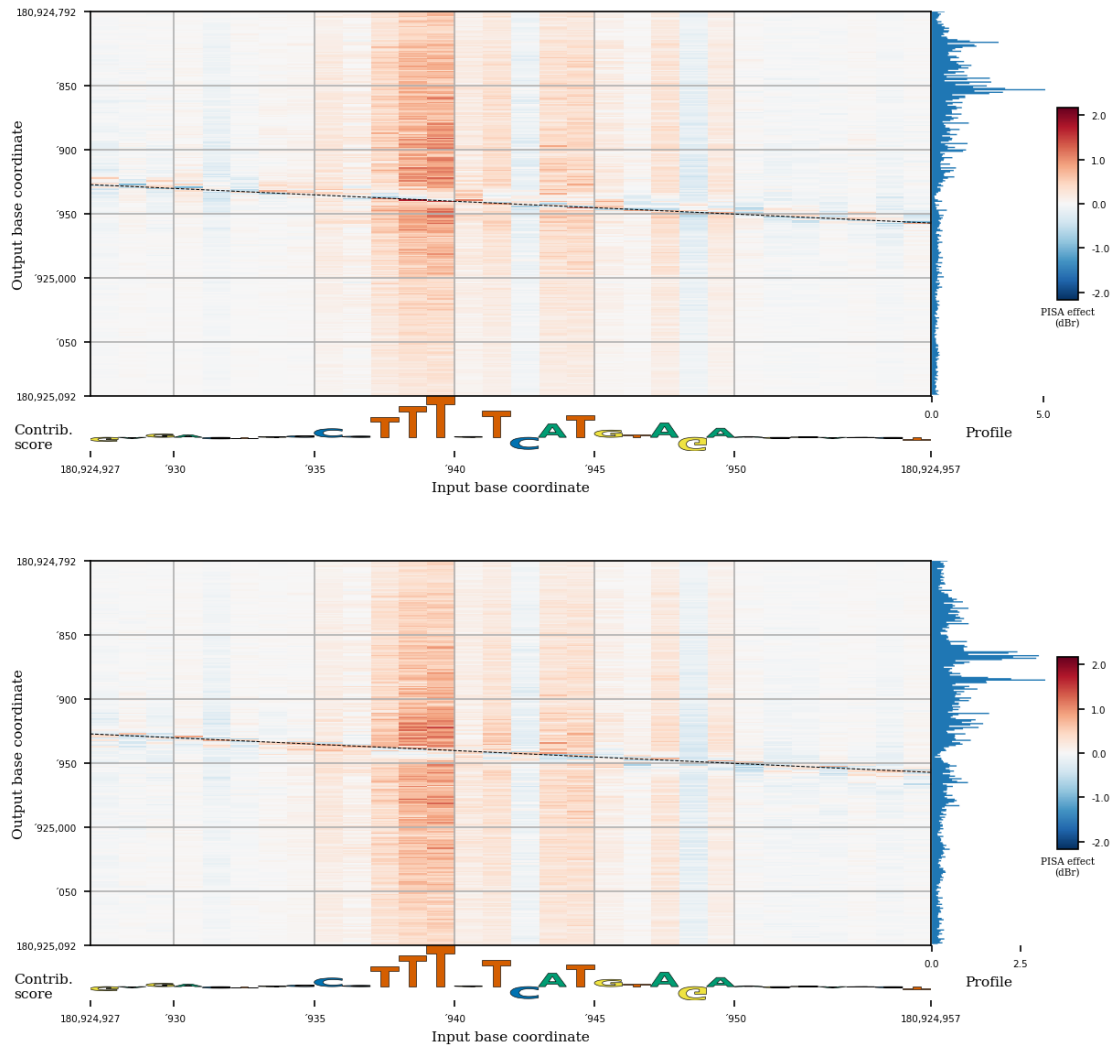 180,924,792
´850
´900
´950
´925,000
´050
180,925,092
Output base coordinate
2.0
1.0
0.0
-1.0
-2.0
PISA effect
(dBr)
0.0
5.0
Profile
Contrib.
score
T T T T C A T G A G A
180,924,927
´930
´935
´940
´945
´950
180,924,957
Input base coordinate
180,924,792
´850
´900
´950
´925,000
´050
180,925,092
Output base coordinate
2.0
1.0
0.0
-1.0
-2.0
PISA effect
(dBr)
0.0
2.5
Profile
Contrib.
score
T T T T C A T G A G A
180,924,927
´930
´935
´940
´945
´950
180,924,957
Input base coordinate